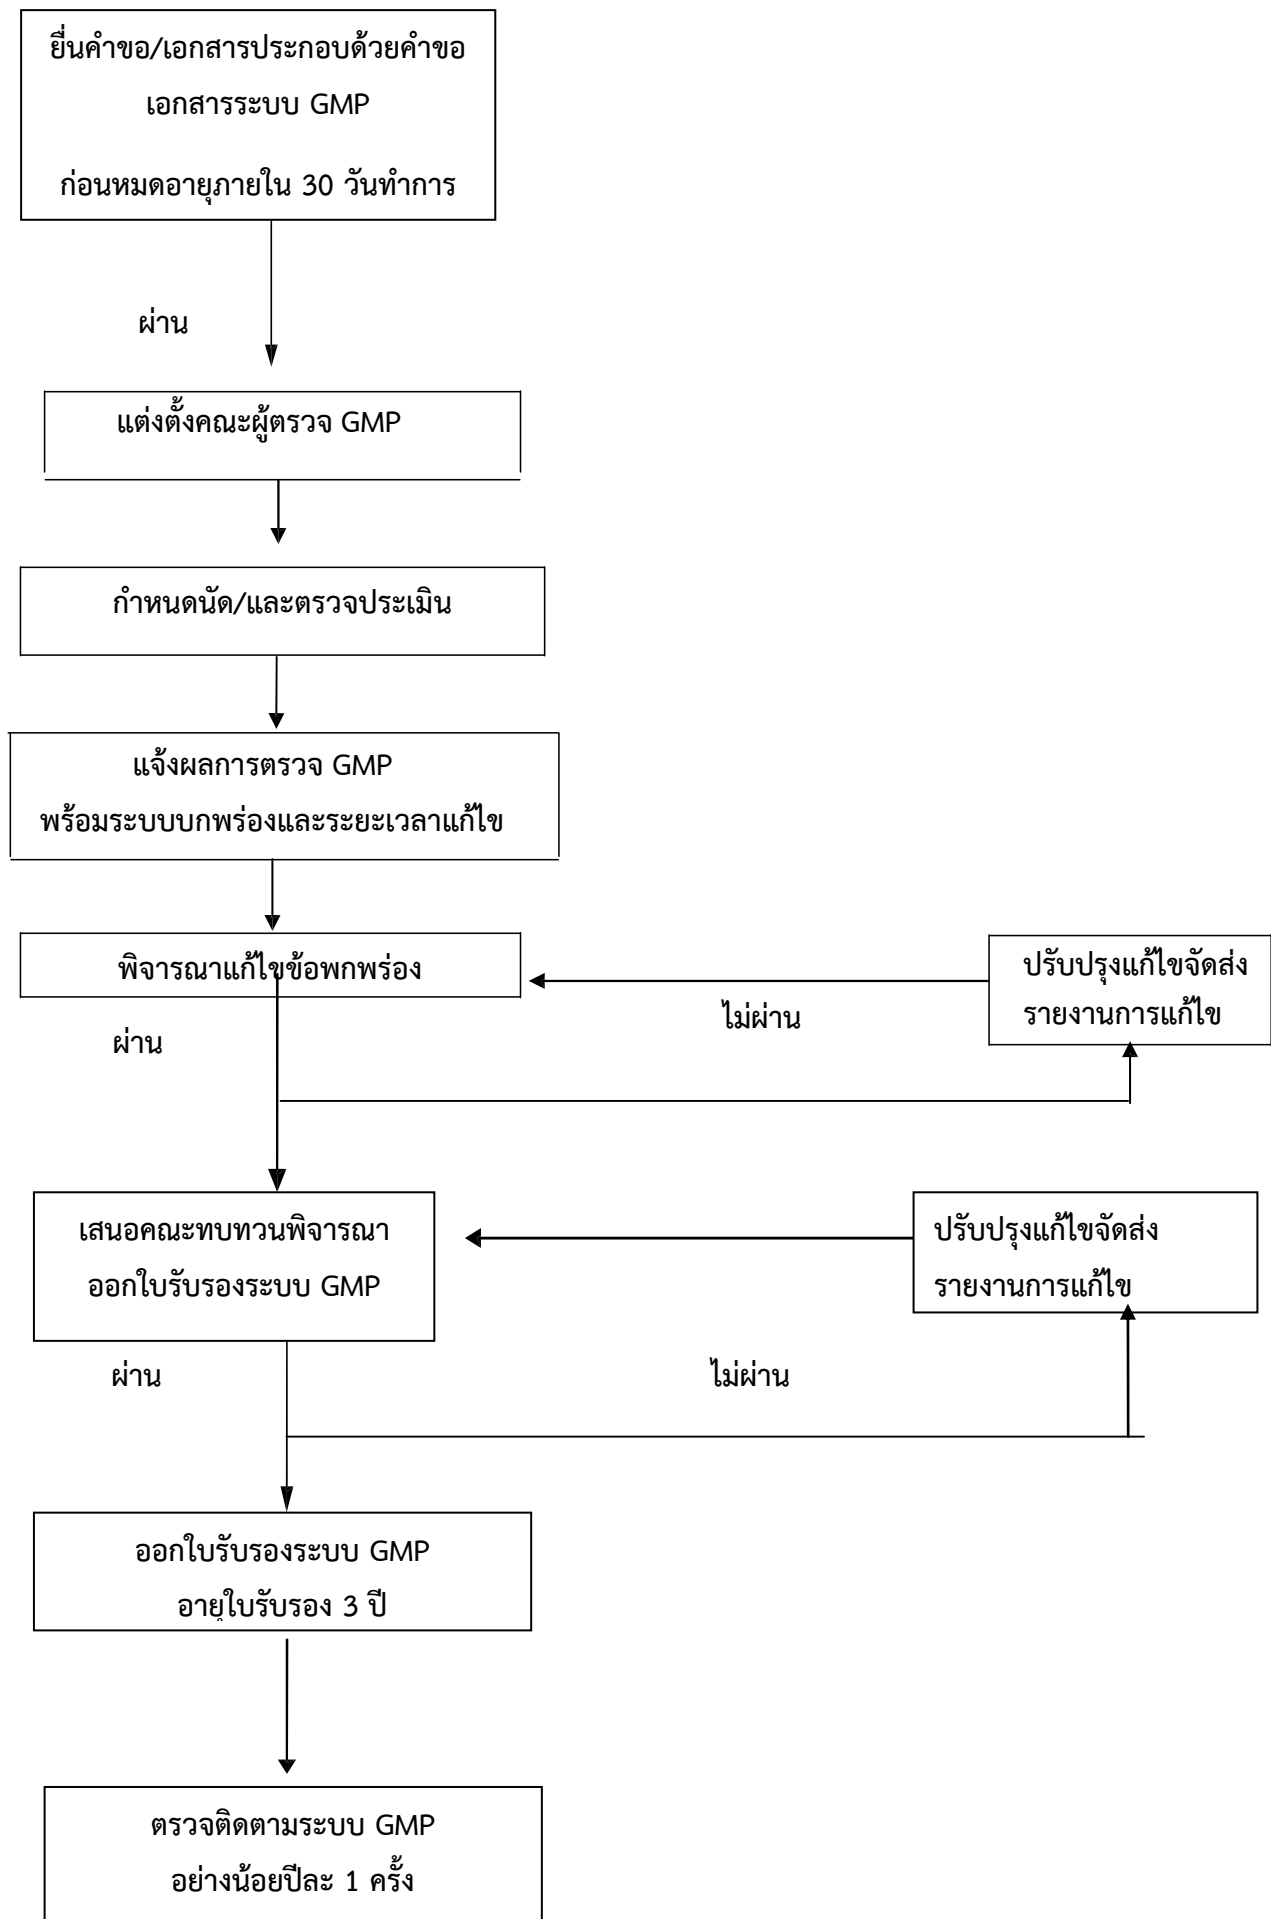 ยื่นคำขอ/เอกสารประกอบด้วยคำขอ
เอกสารระบบ GMP
ก่อนหมดอายุภายใน 30 วันทำการ
ผ่าน
แต่งตั้งคณะผู้ตรวจ GMP
กำหนดนัด/และตรวจประเมิน
แจ้งผลการตรวจ GMP
พร้อมระบบบกพร่องและระยะเวลาแก้ไข
พิจารณาแก้ไขข้อพกพร่อง
ปรับปรุงแก้ไขจัดส่ง
รายงานการแก้ไข
ไม่ผ่าน
ผ่าน
เสนอคณะทบทวนพิจารณา
ออกใบรับรองระบบ GMP
ปรับปรุงแก้ไขจัดส่ง
รายงานการแก้ไข
ผ่าน
ไม่ผ่าน
ออกใบรับรองระบบ GMP
อายุใบรับรอง 3 ปี
ตรวจติดตามระบบ GMP
อย่างน้อยปีละ 1 ครั้ง